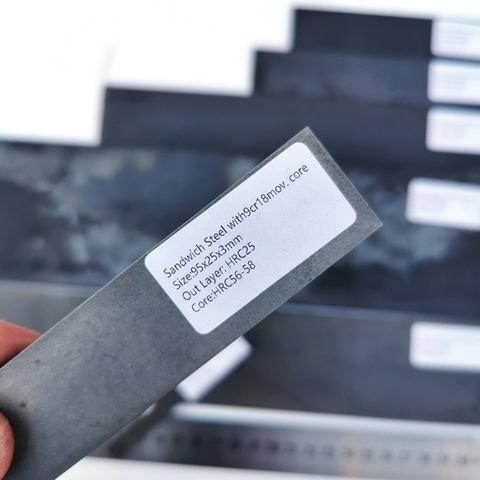 Sandwich Steel with9cr18mov. core
Size:95x25x3mm
Out Layer: HRC25
Core:HRC56-58